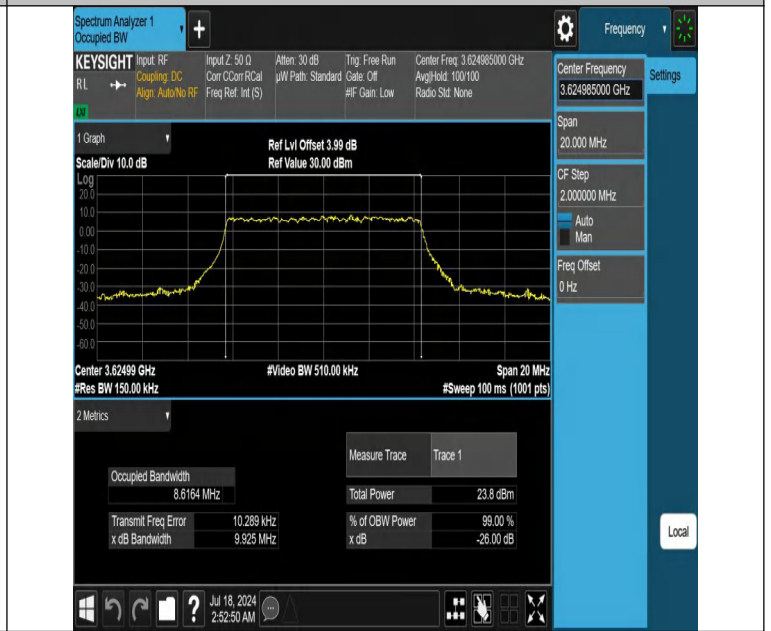 Spectrum Analyzer 1
Occupied BW
+
Frequency
KEYSIGHT
RL
LXI
Input: RF
Coupling: DC
Align: Auto/No RF
Input Z: 50 Ω
Corr CCorr RCal
Freq Ref: Int (S)
Atten: 30 dB
µW Path: Standard
Trig: Free Run
Gate: Off
#IF Gain: Low
Center Freq: 3.624985000 GHz
Avg|Hold: 100/100
Radio Std: None
Center Frequency
3.624985000 GHz
Settings
Span
20.000 MHz
CF Step
2.000000 MHz
Auto
Man
Freq Offset
0 Hz
1 Graph
Scale/Div 10.0 dB
Ref Lvl Offset 3.99 dB
Ref Value 30.00 dBm
Log
20.0
10.0
0.00
-10.0
-20.0
-30.0
-40.0
-50.0
-60.0
Center 3.62499 GHz
#Video BW 510.00 kHz
Span 20 MHz
#Res BW 150.00 kHz
#Sweep 100 ms (1001 pts)
2 Metrics
Measure Trace Trace 1
Occupied Bandwidth
8.6164 MHz
Total Power 23.8 dBm
Transmit Freq Error 10.289 kHz
% of OBW Power 99.00 %
x dB Bandwidth 9.925 MHz
x dB -26.00 dB
Local
?
Jul 18, 2024
2:52:50 AM